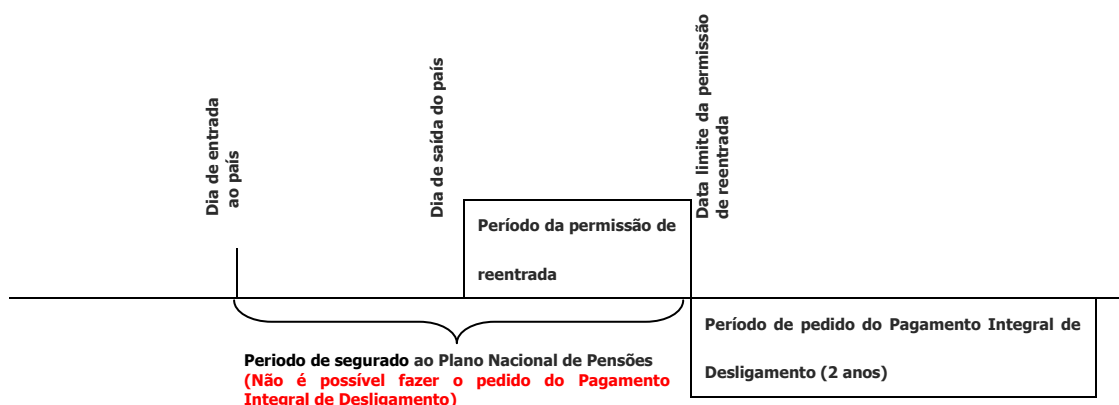 Dia de entrada
ao país
Dia de saída do país
Data limite da permissão
de reentrada
Período da permissão de
reentrada
Período de pedido do Pagamento Integral de
Desligamento (2 anos)
Periodo de segurado ao Plano Nacional de Pensões
(Não é possível fazer o pedido do Pagamento
Integral de Desligamento)